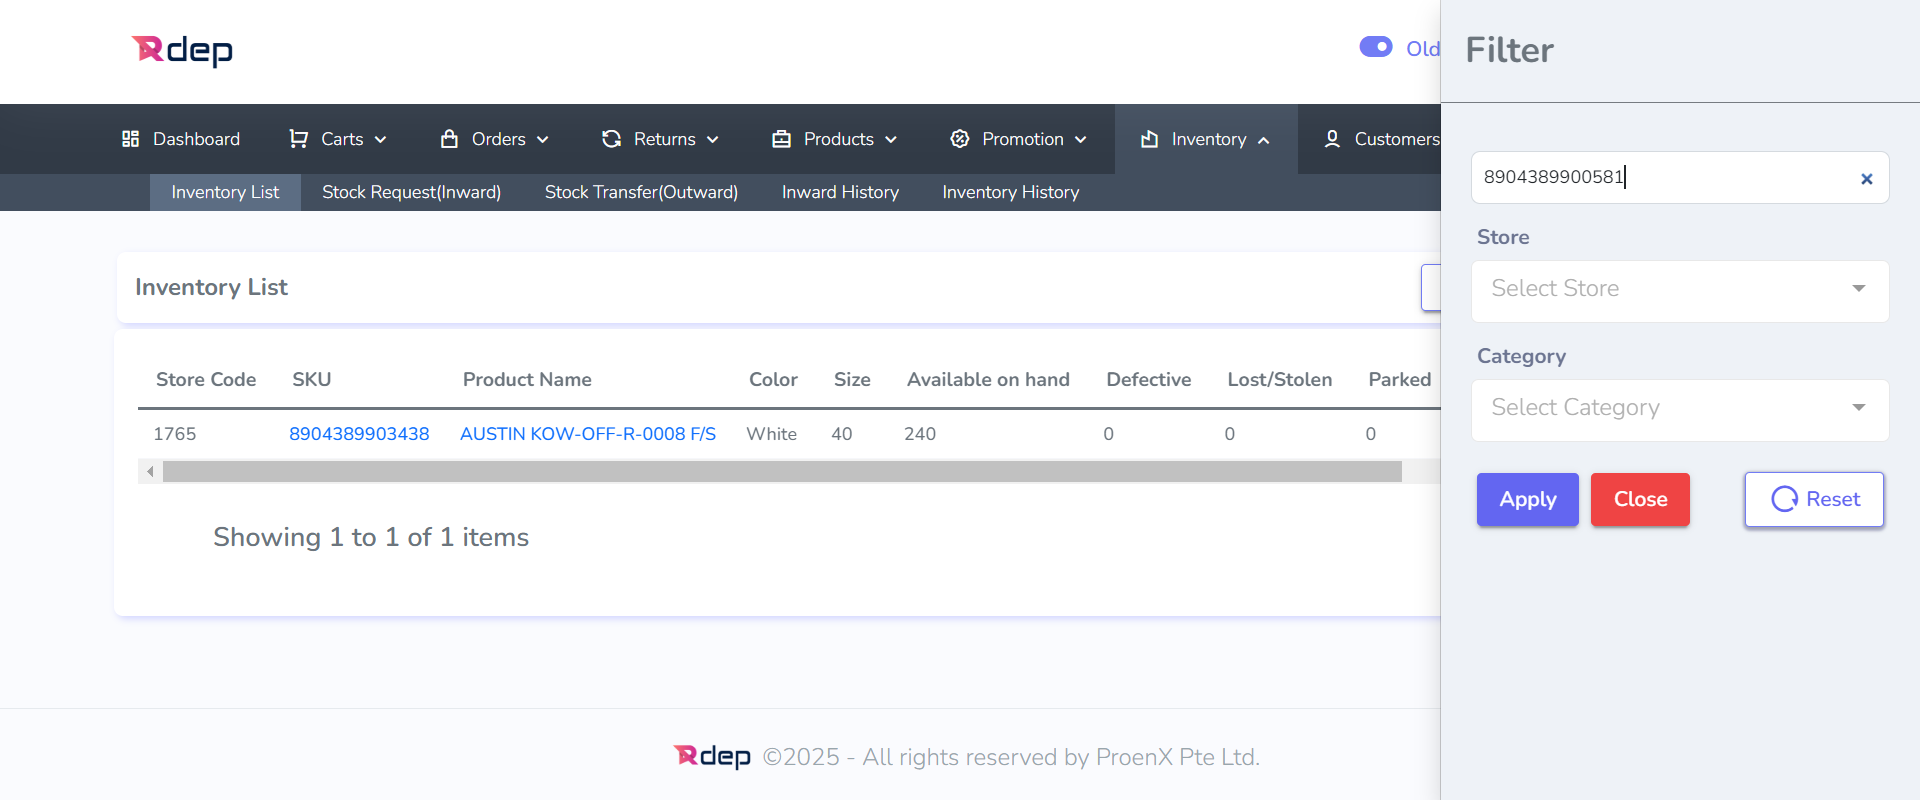 Rdep
Old
Dashboard Carts Orders Returns Products Promotion Inventory Customers
Inventory List Stock Request(Inward) Stock Transfer(Outward) Inward History Inventory History
Inventory List
Store Code SKU Product Name Color Size Available on hand Defective Lost/Stolen Parked
1765 8904389903438 AUSTIN KOW-OFF-R-0008 F/S White 40 240 0 0 0
Showing 1 to 1 of 1 items
Rdep ©2025 - All rights reserved by ProenX Pte Ltd.
Filter
8904389900581
Store
Select Store
Category
Select Category
Apply Close Reset